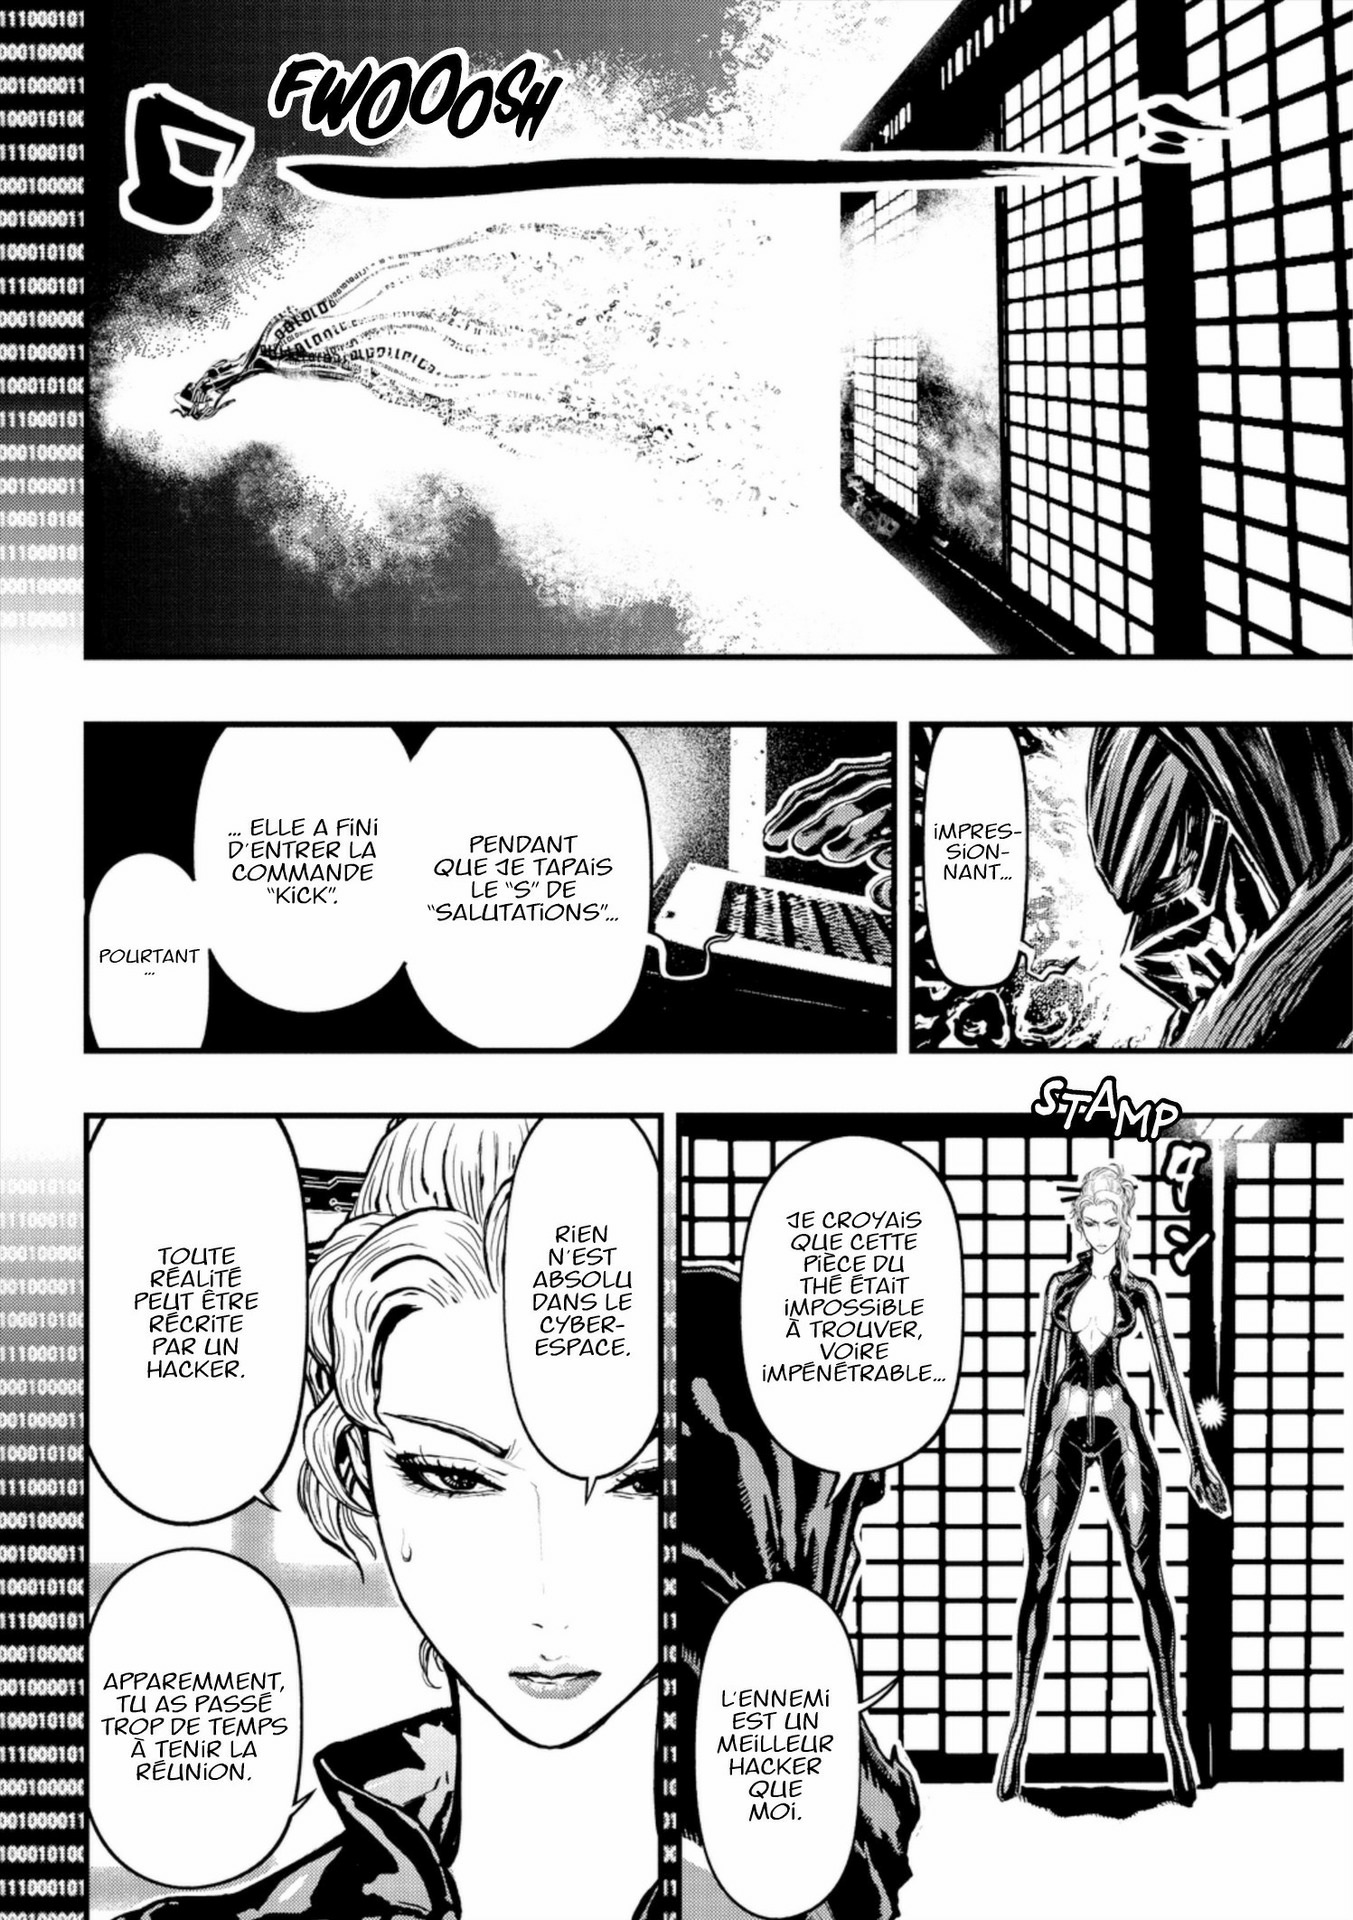 FWOOOSH
IMPRES-
SION-
NANT...
PENDANT
QUE JE TAPAIS
LE "S" DE
"SALUTATIONS"...
... ELLE A FINI
D'ENTRER LA
COMMANDE
"KICK".
POURTANT
...
STAMP
タン
JE CROYAIS
QUE CETTE
PIÈCE DU
THÉ ÉTAIT
IMPOSSIBLE
À TROUVER,
VOIRE
IMPÉNÉTRABLE...
L'ENNEMI
EST UN
MEILLEUR
HACKER
QUE
MOI.
RIEN
N'EST
ABSOLU
DANS LE
CYBER-
ESPACE.
TOUTE
RÉALITÉ
PEUT ÊTRE
RÉCRITE
PAR UN
HACKER.
APPAREMMENT,
TU AS PASSÉ
TROP DE TEMPS
À TENIR LA
RÉUNION.